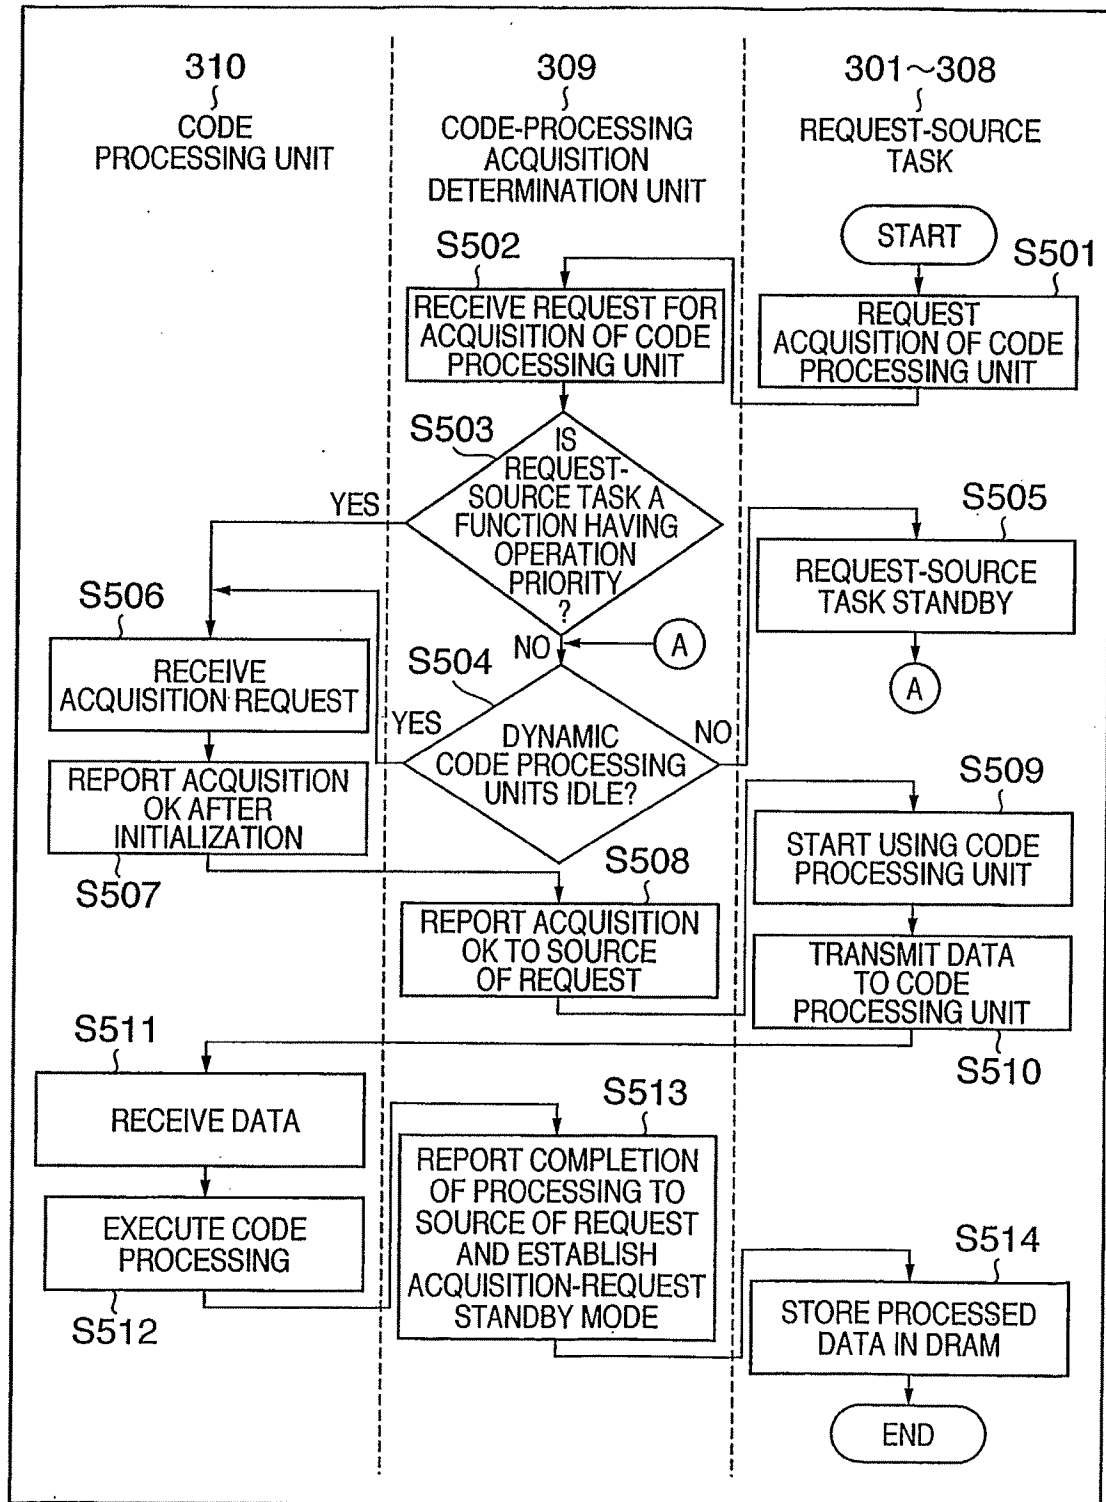 310
CODE
PROCESSING UNIT
309
CODE-PROCESSING
ACQUISITION
DETERMINATION UNIT
301~308
REQUEST-SOURCE
TASK
START
S501
REQUEST
ACQUISITION OF CODE
PROCESSING UNIT
S502
RECEIVE REQUEST FOR
ACQUISITION OF CODE
PROCESSING UNIT
S503
IS
REQUEST-
SOURCE TASK A
FUNCTION HAVING
OPERATION
PRIORITY
?
YES
NO
A
S504
DYNAMIC
CODE PROCESSING
UNITS IDLE?
YES
NO
S505
REQUEST-SOURCE
TASK STANDBY
A
S506
RECEIVE
ACQUISITION REQUEST
REPORT ACQUISITION
OK AFTER
INITIALIZATION
S507
S508
REPORT ACQUISITION
OK TO SOURCE
OF REQUEST
S509
START USING CODE
PROCESSING UNIT
TRANSMIT DATA
TO CODE
PROCESSING UNIT
S510
S511
RECEIVE DATA
EXECUTE CODE
PROCESSING
S512
S513
REPORT COMPLETION
OF PROCESSING TO
SOURCE OF REQUEST
AND ESTABLISH
ACQUISITION-REQUEST
STANDBY MODE
S514
STORE PROCESSED
DATA IN DRAM
END